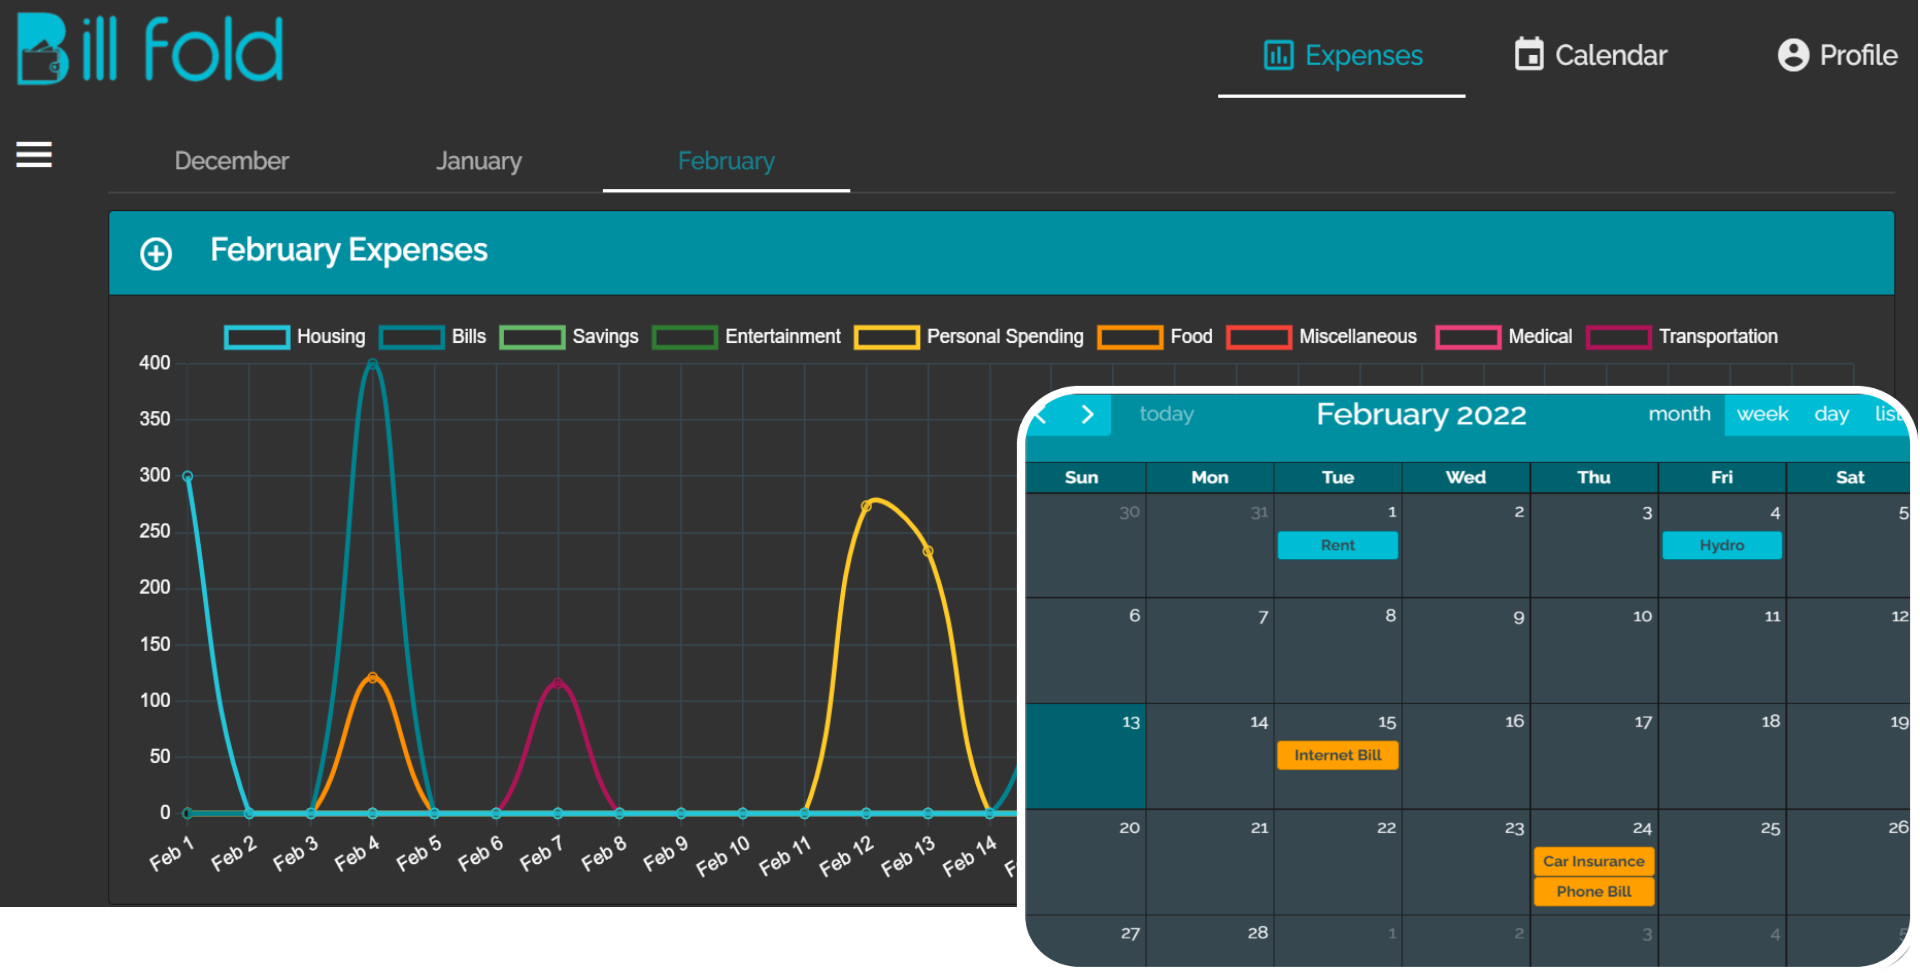 Bill fold
Expenses
Calendar
Profile
December
January
February
February Expenses
Housing
Bills
Savings
Entertainment
Personal Spending
Food
Miscellaneous
Medical
Transportation
400
350
300
250
200
150
100
50
0
Feb 1
Feb 2
Feb 3
Feb 4
Feb 5
Feb 6
Feb 7
Feb 8
Feb 9
Feb 10
Feb 11
Feb 12
Feb 13
Feb 14
today
February 2022
month
week
day
list
Sun Mon Tue Wed Thu Fri Sat
30 31 1 2 3 4 5
Rent
Hydro
6 7 8 9 10 11 12
13 14 15 16 17 18 19
Internet Bill
20 21 22 23 24 25 26
Car Insurance
Phone Bill
27 28 1 2 3 4 5